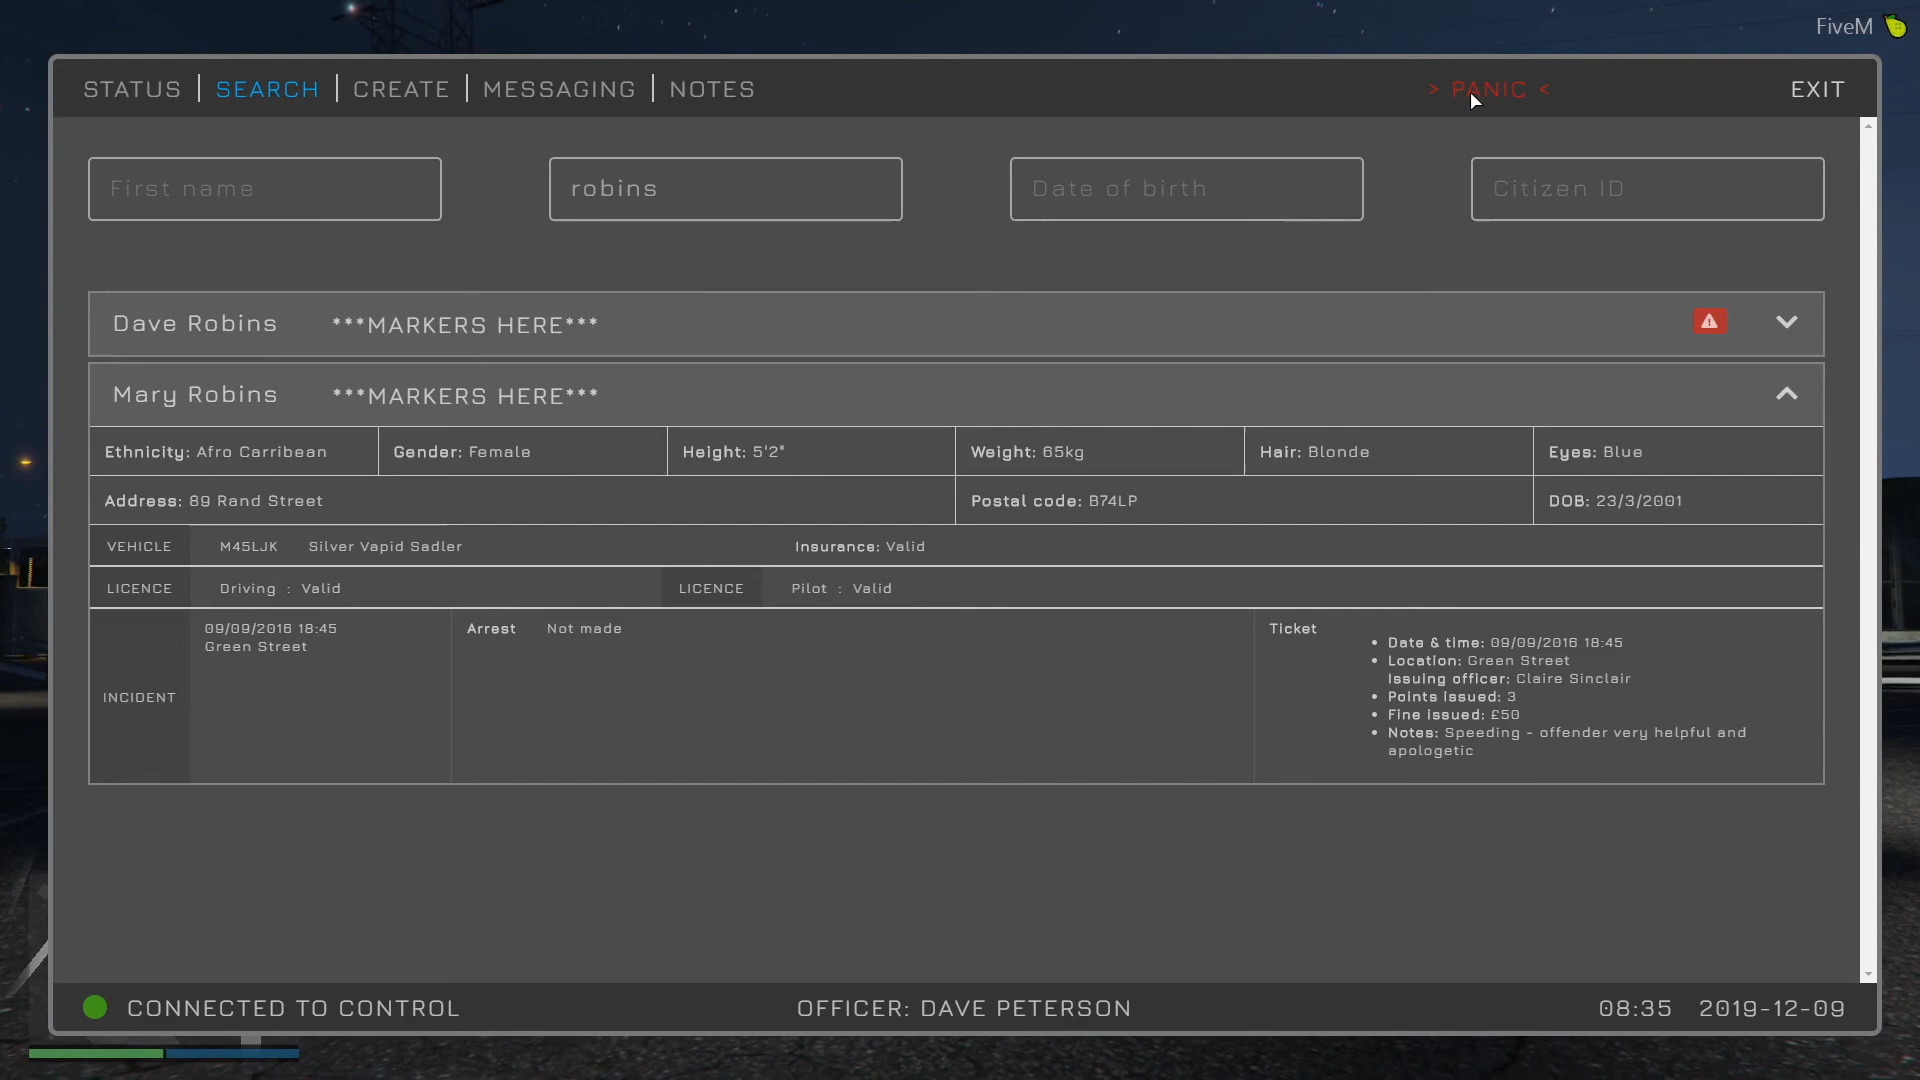 FiveM
STATUS | SEARCH | CREATE | MESSAGING | NOTES > PANIC < EXIT
First name robins Date of birth Citizen ID
Dave Robins ***MARKERS HERE***
Mary Robins ***MARKERS HERE***
Ethnicity: Afro Carribean Gender: Female Height: 5'2" Weight: 65kg Hair: Blonde Eyes: Blue
Address: 89 Rand Street Postal code: B74LP DOB: 23/3/2001
VEHICLE M45LJK Silver Vapid Sadler Insurance: Valid
LICENCE Driving : Valid LICENCE Pilot : Valid
INCIDENT
09/09/2016 18:45
Green Street
Arrest Not made
Ticket
• Date & time: 09/09/2016 18:45
• Location: Green Street
Issuing officer: Claire Sinclair
• Points issued: 3
• Fine issued: £50
• Notes: Speeding - offender very helpful and
apologetic
CONNECTED TO CONTROL OFFICER: DAVE PETERSON 08:35 2019-12-09